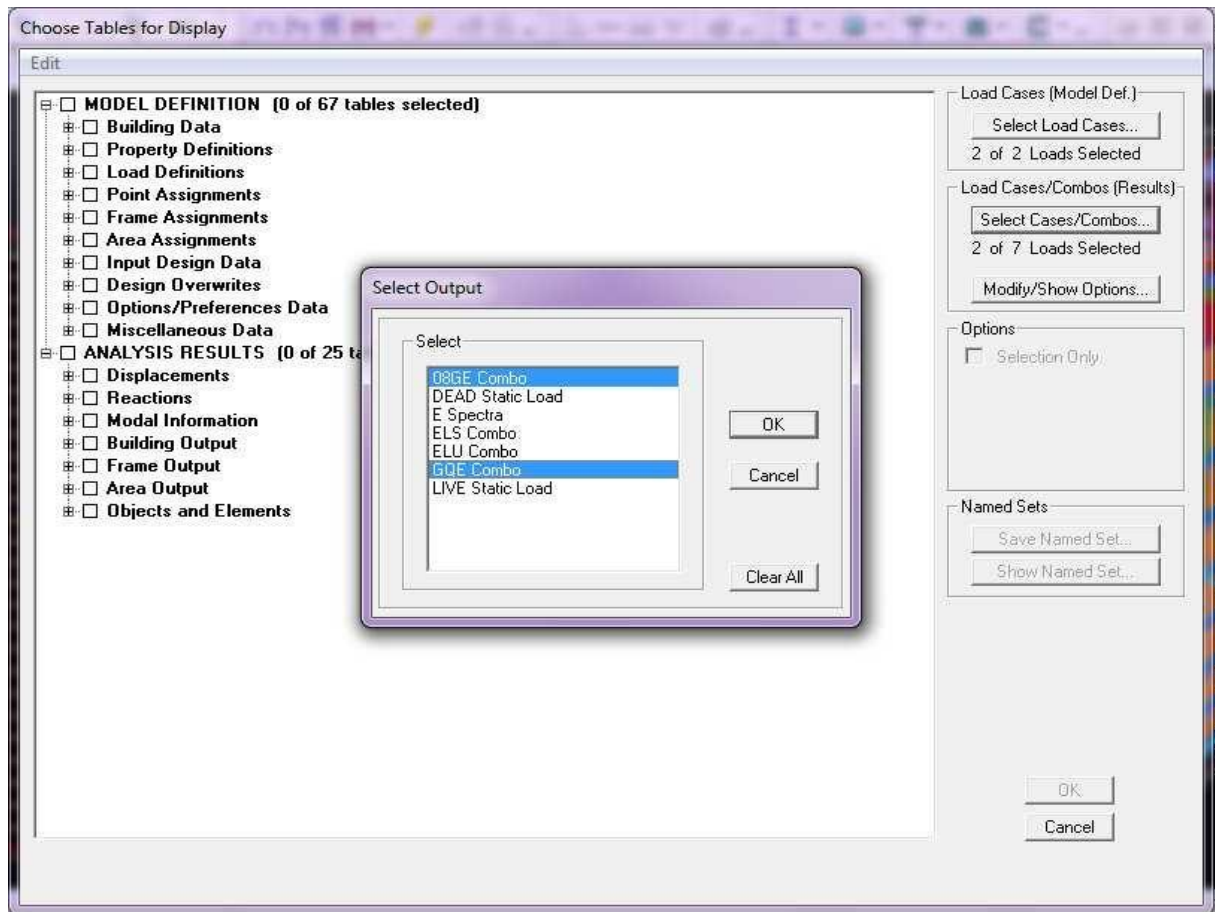 Choose Tables for Display
Edit
MODEL DEFINITION (0 of 67 tables selected)
Building Data
Property Definitions
Load Definitions
Point Assignments
Frame Assignments
Area Assignments
Input Design Data
Design Overwrites
Options/Preferences Data
Miscellaneous Data
ANALYSIS RESULTS (0 of 25 ta
Displacements
Reactions
Modal Information
Building Output
Frame Output
Area Output
Objects and Elements
Select Output
Select
08GE Combo
DEAD Static Load
E Spectra
ELS Combo
ELU Combo
GQE Combo
LIVE Static Load
OK
Cancel
Clear All
Load Cases (Model Def.)
Select Load Cases...
2 of 2 Loads Selected
Load Cases/Combos (Results)
Select Cases/Combos...
2 of 7 Loads Selected
Modify/Show Options...
Options
Selection Only
Named Sets
Save Named Set...
Show Named Set...
OK
Cancel